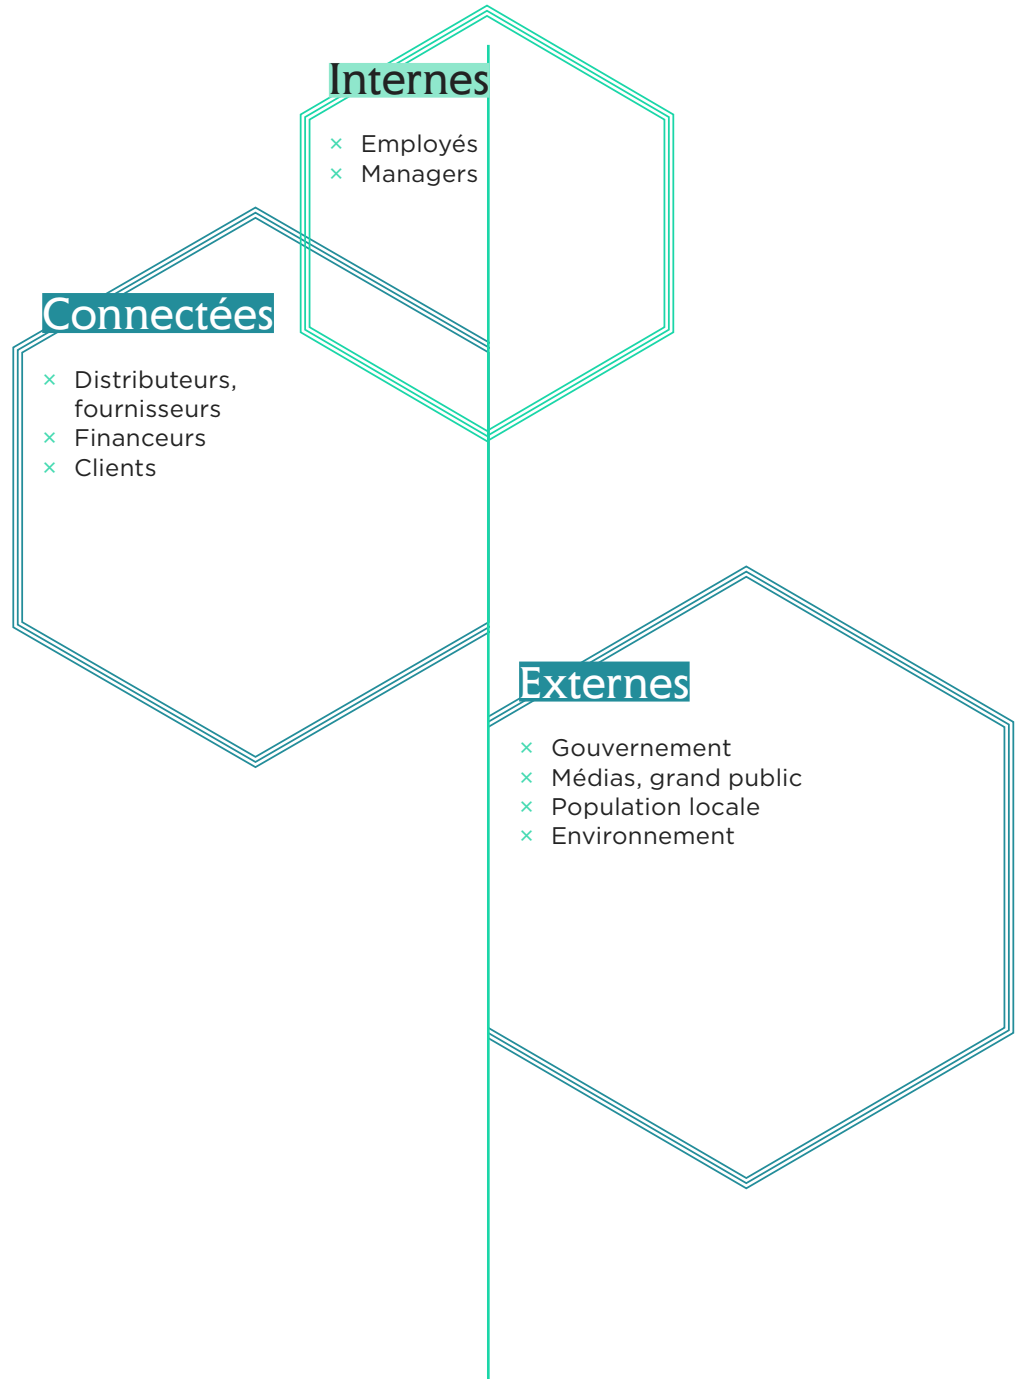 Internes
× Employés
× Managers
Connectées
× Distributeurs,
fournisseurs
× Financeurs
× Clients
Externes
× Gouvernement
× Médias, grand public
× Population locale
× Environnement